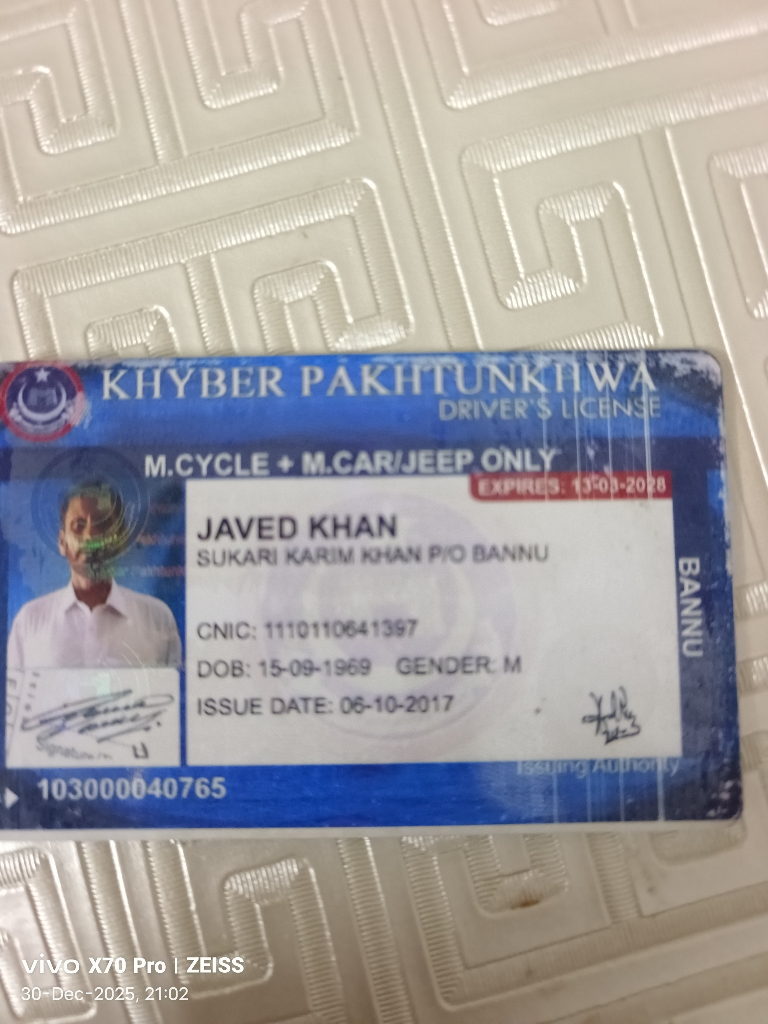 KHYBER PAKHTUNKHWA
DRIVER'S LICENSE
M.CYCLE + M.CAR/JEEP ONLY
EXPIRES: 13-03-2028
JAVED KHAN
SUKARI KARIM KHAN P/O BANNU
BANNU
CNIC: 1110110641397
DOB: 15-09-1969 GENDER: M
ISSUE DATE: 06-10-2017
Issuing Authority
103000040765
vivo X70 Pro | ZEISS
30-Dec-2025, 21:02